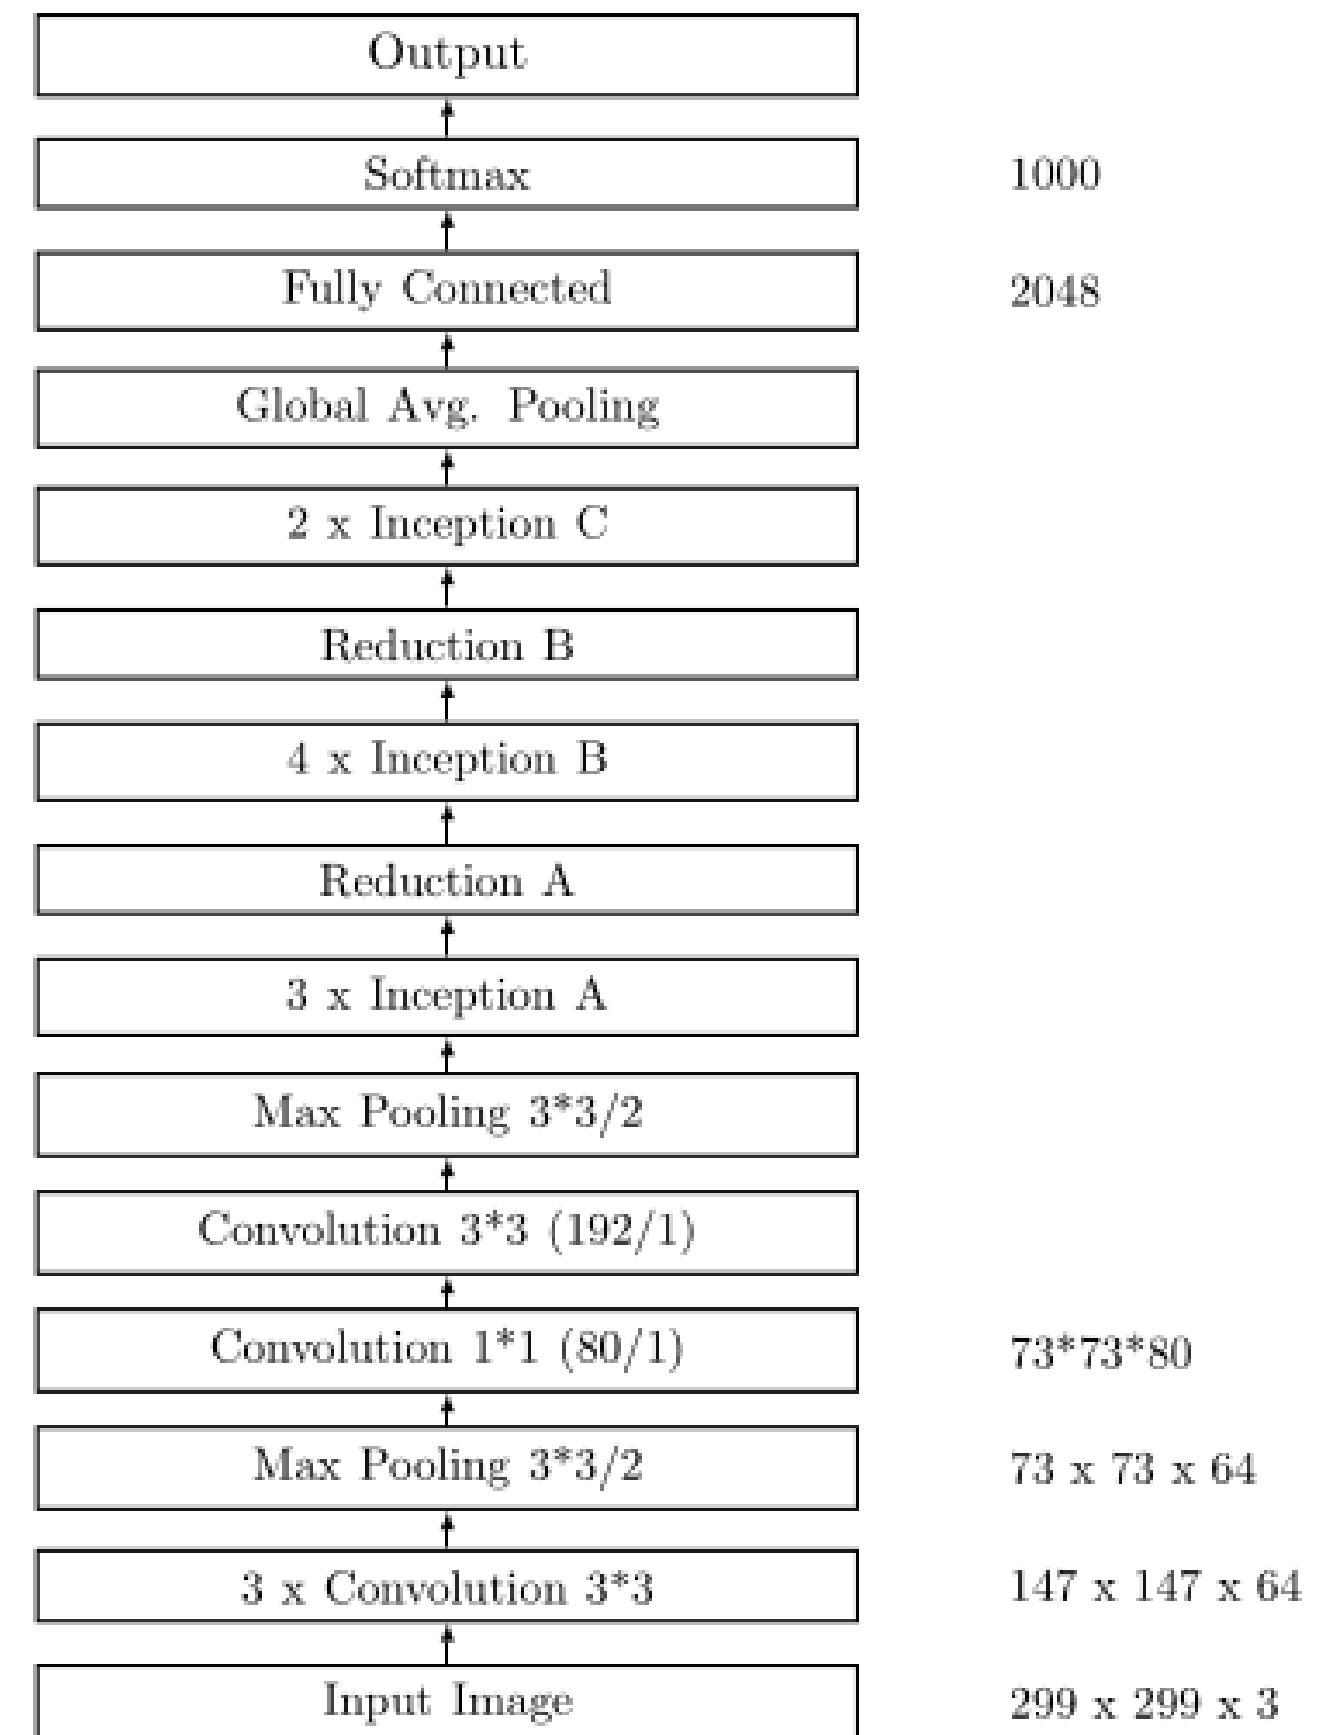 Output
Softmax 1000
Fully Connected 2048
Global Avg. Pooling
2 x Inception C
Reduction B
4 x Inception B
Reduction A
3 x Inception A
Max Pooling 3*3/2
Convolution 3*3 (192/1)
Convolution 1*1 (80/1) 73*73*80
Max Pooling 3*3/2 73 x 73 x 64
3 x Convolution 3*3 147 x 147 x 64
Input Image 299 x 299 x 3